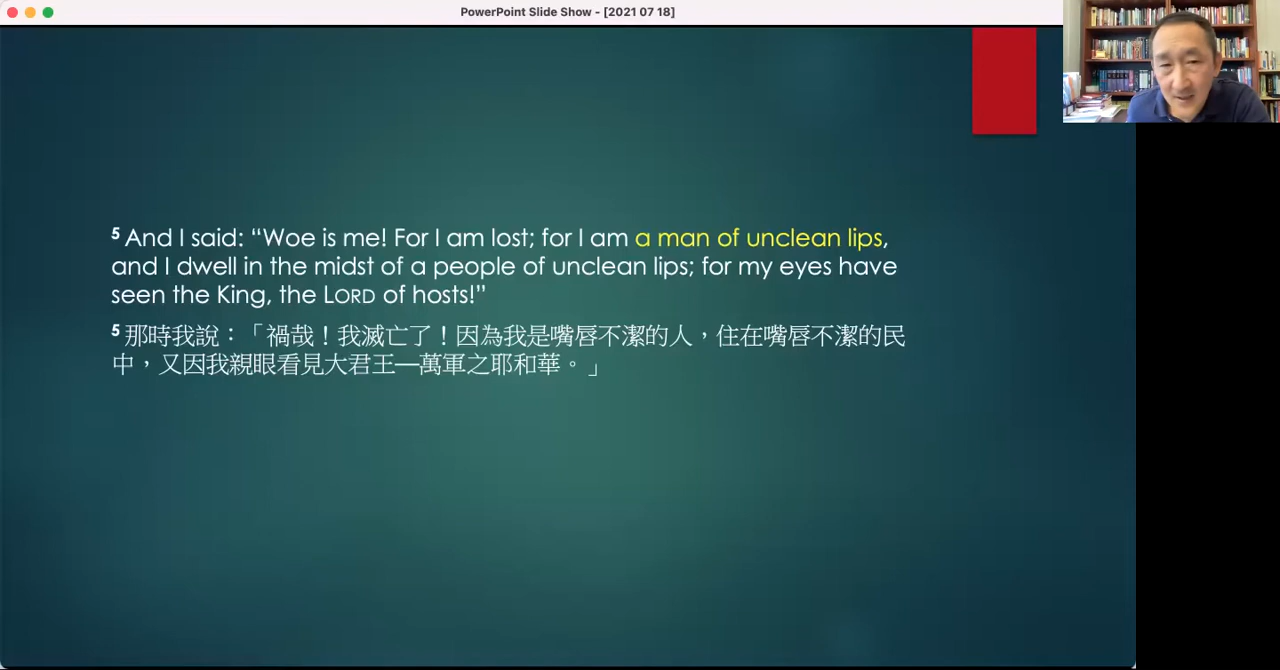 PowerPoint Slide Show - [2021 07 18]
5 And I said: “Woe is me! For I am lost; for I am a man of unclean lips,
and I dwell in the midst of a people of unclean lips; for my eyes have
seen the King, the LORD of hosts!”
5 那時我說：「禍哉！我滅亡了！因為我是嘴唇不潔的人，住在嘴唇不潔的民
中，又因我親眼看見大君王—萬軍之耶和華。」